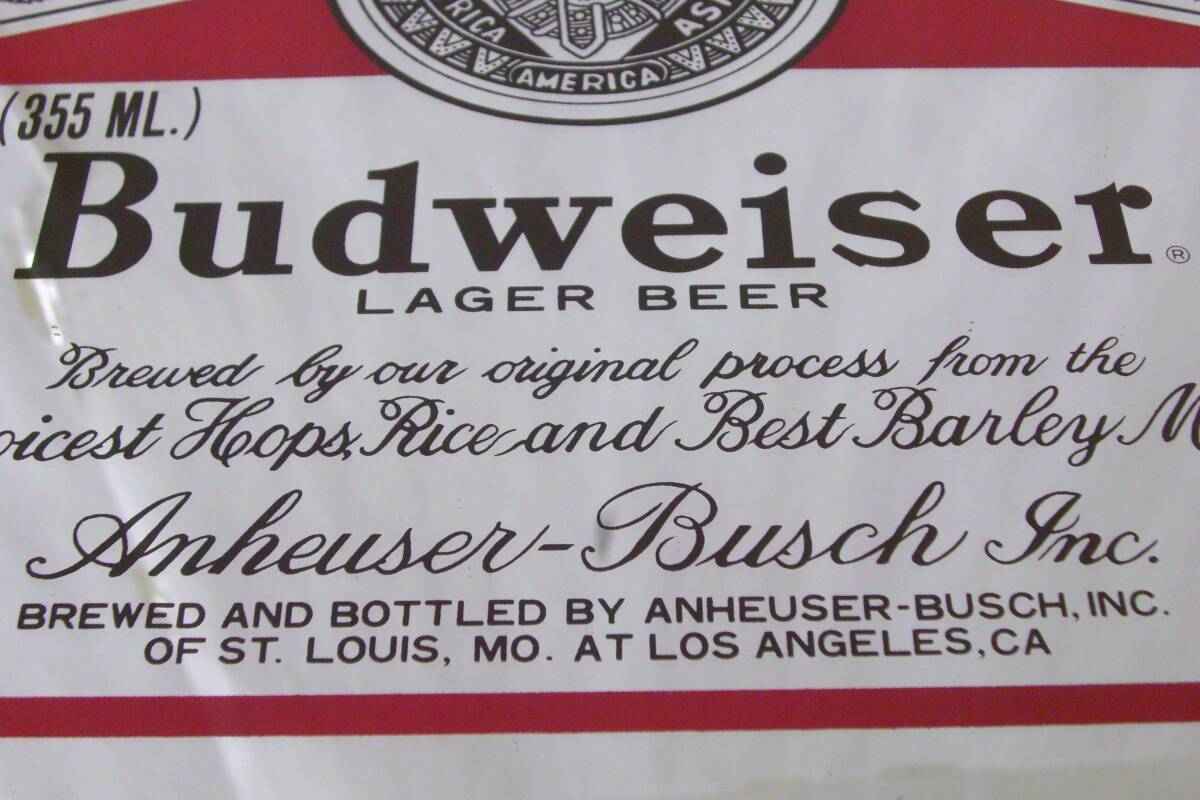 AMERICA
(355 ML.)
Budweiser®
LAGER BEER
Brewed by our original process from the
Hops, Rice and Best Barley
Anheuser-Busch Inc.
BREWED AND BOTTLED BY ANHEUSER-BUSCH, INC.
OF ST. LOUIS, MO. AT LOS ANGELES, CA